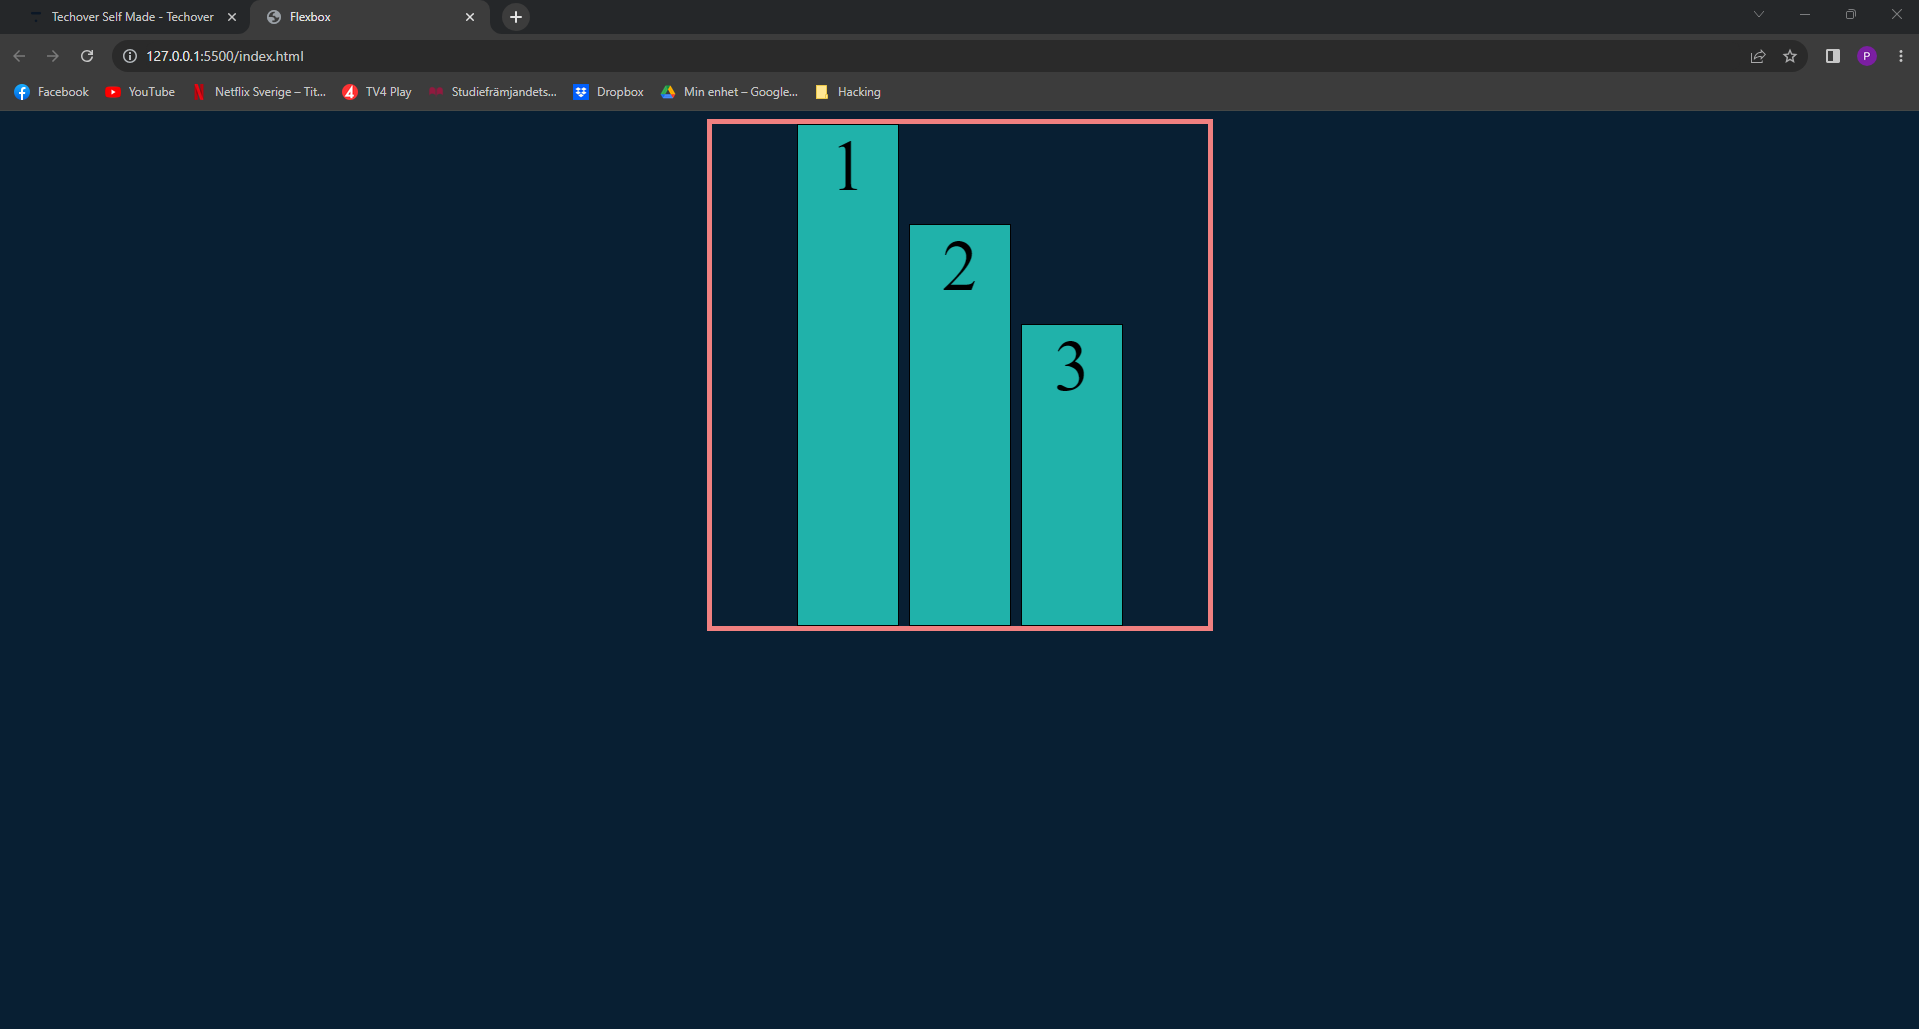 Techover Self Made - Techover
Flexbox
127.0.0.1:5500/index.html
P
Facebook
YouTube
Netflix Sverige – Tit...
TV4 Play
Studiefrämjandets...
Dropbox
Min enhet – Google...
Hacking
1
2
3